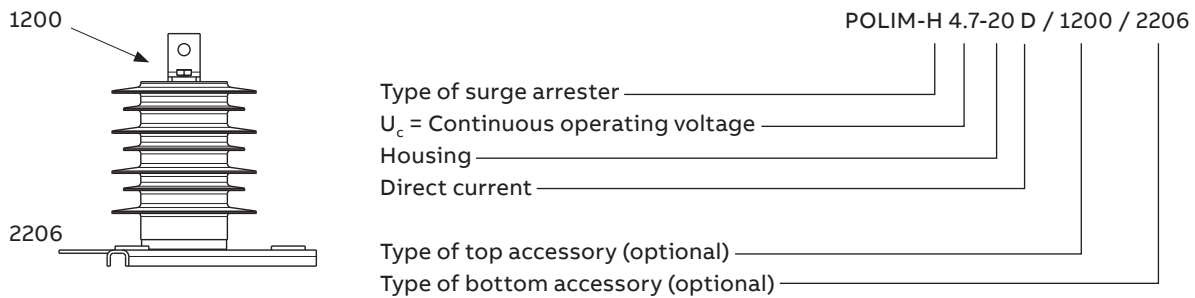 1200
POLIM-H 4.7-20 D / 1200 / 2206
Type of surge arrester
Uc = Continuous operating voltage
Housing
Direct current
2206
Type of top accessory (optional)
Type of bottom accessory (optional)